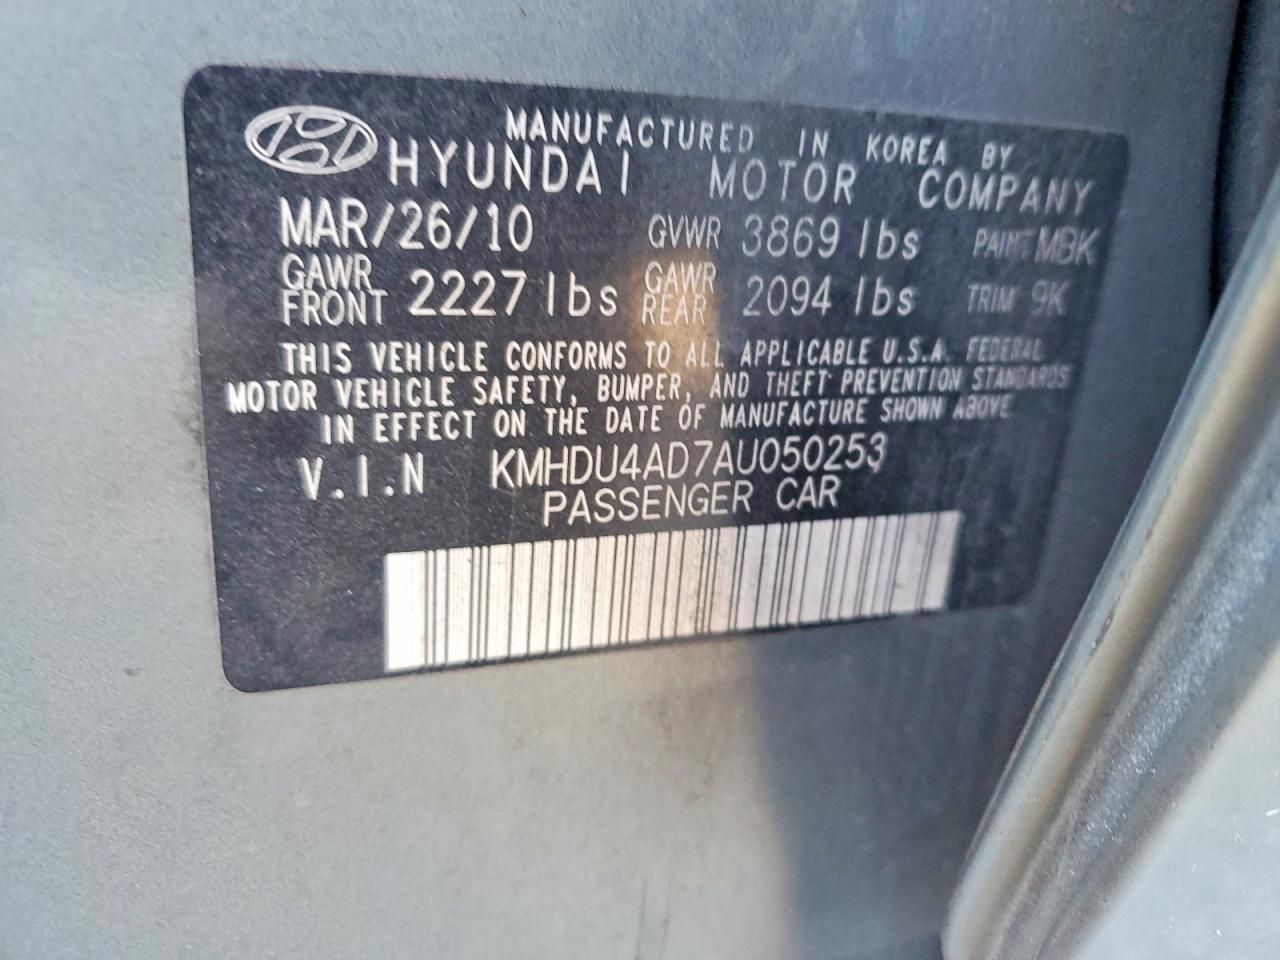 MANUFACTURED IN KOREA BY
HYUNDAI MOTOR COMPANY
MAR/26/10 GVWR 3869 lbs PAINT MBK
GAWR FRONT 2227 lbs GAWR REAR 2094 lbs TRIM 9K
THIS VEHICLE CONFORMS TO ALL APPLICABLE U.S.A. FEDERAL
MOTOR VEHICLE SAFETY, BUMPER, AND THEFT PREVENTION STANDARDS
IN EFFECT ON THE DATE OF MANUFACTURE SHOWN ABOVE
V.I.N KMHDU4AD7AU050253
PASSENGER CAR